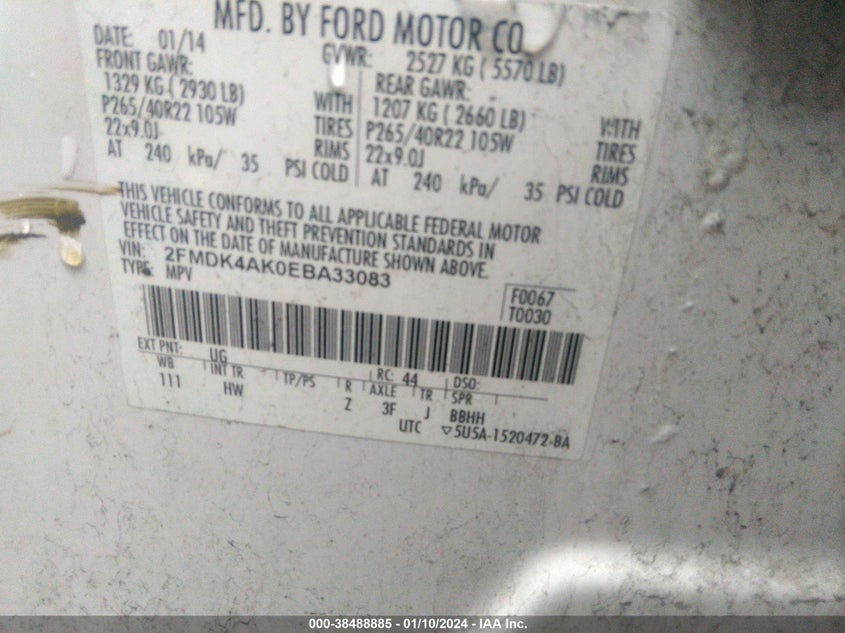 MFD. BY FORD MOTOR CO
DATE: 01/14 GVWR: 2527 KG ( 5570 LB)
FRONT GAWR: REAR GAWR:
1329 KG ( 2930 LB) WITH 1207 KG ( 2660 LB) WITH
P265/40R22 105W TIRES P265/40R22 105W TIRES
22x9.0J RIMS 22x9.0J RIMS
AT 240 kPa/ 35 PSI COLD AT 240 kPa/ 35 PSI COLD
THIS VEHICLE CONFORMS TO ALL APPLICABLE FEDERAL MOTOR
VEHICLE SAFETY AND THEFT PREVENTION STANDARDS IN
EFFECT ON THE DATE OF MANUFACTURE SHOWN ABOVE.
VIN: 2FMDK4AK0EBA33083
TYPE: MPV
F0067
T0030
EXT PNT: UG RC: 44 DSO:
WB INT TR TP/PS R AXLE TR SPR
111 HW Z 3F J BBHH
UTC ▽5U5A-1520472-BA
000-38488885 - 01/10/2024 - IAA Inc.